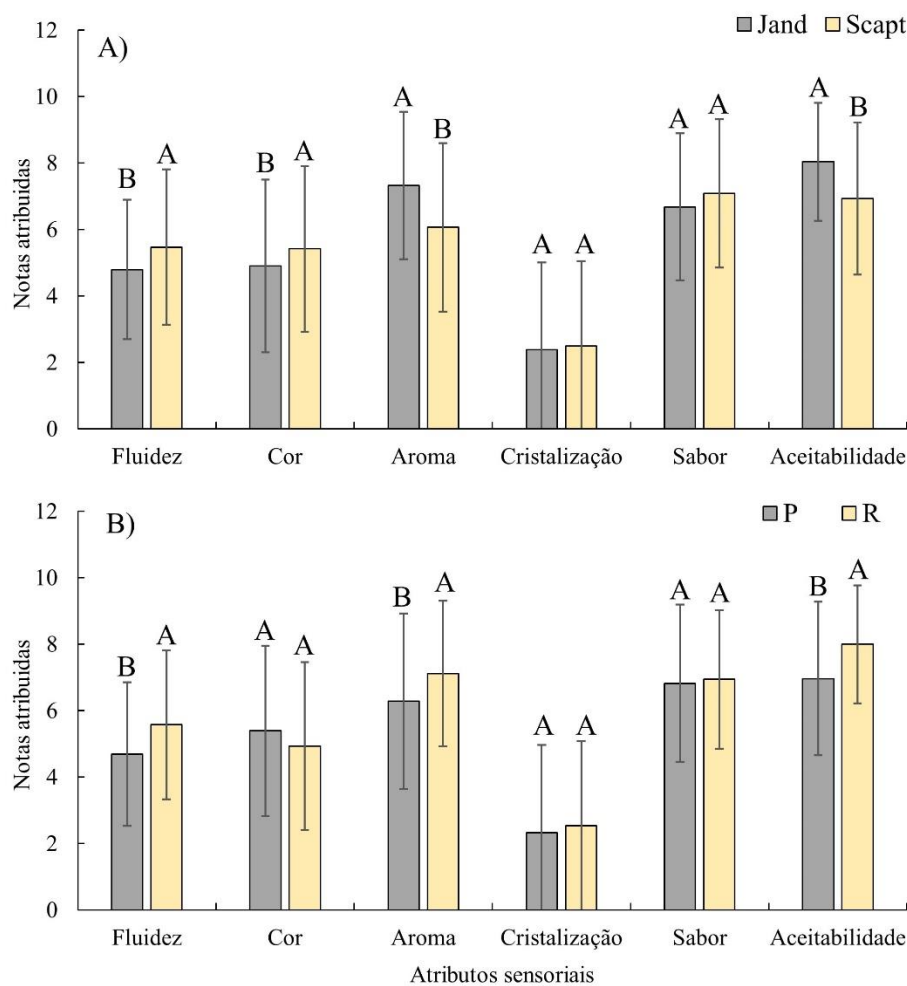 A)
Jand Scapt
Notas atribuidas
12
10
8
6
4
2
0
B A B A A B A A A A A B
Fluidez Cor Aroma Cristalização Sabor Aceitabilidade
B)
P R
Notas atribuidas
12
10
8
6
4
2
0
B A A A B A A A A A B A
Fluidez Cor Aroma Cristalização Sabor Aceitabilidade
Atributos sensoriais